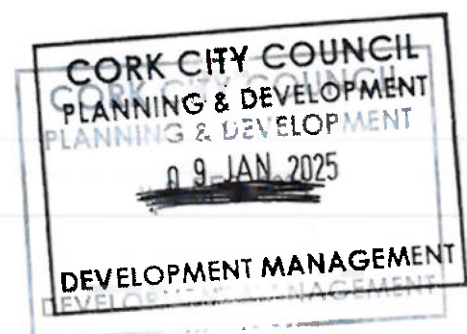 CORK CITY COUNCIL
PLANNING & DEVELOPMENT
09 JAN 2025
DEVELOPMENT MANAGEMENT